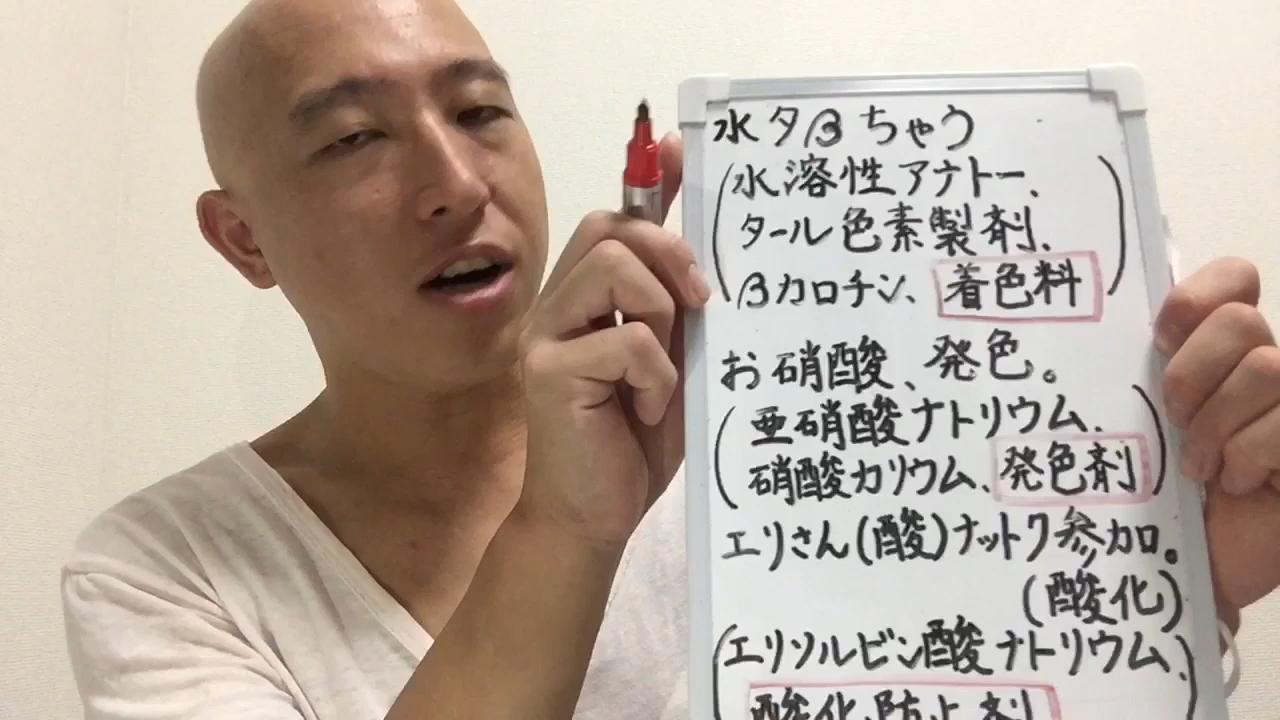 水タβちゃう
(水溶性アナトー、
タール色素製剤、
βカロチン、着色料)
お硝酸、発色。
(亜硝酸ナトリウム、
硝酸カリウム、発色剤)
エリさん(酸)ナットク参加。
(酸化)
(エリソルビン酸ナトリウム、
酸化防止剤